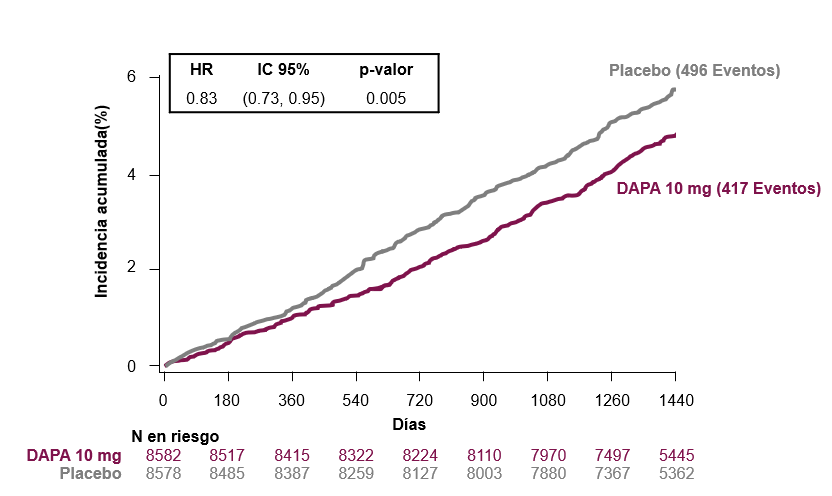 HR IC 95% p-valor
0.83 (0.73, 0.95) 0.005
Placebo (496 Eventos)
DAPA 10 mg (417 Eventos)
Incidencia acumulada(%)
6
4
2
0
0 180 360 540 720 900 1080 1260 1440
Días
N en riesgo
DAPA 10 mg 8582 8517 8415 8322 8224 8110 7970 7497 5445
Placebo 8578 8485 8387 8259 8127 8003 7880 7367 5362